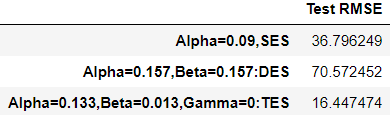 Test RMSE
Alpha=0.09,SES 36.796249
Alpha=0.157,Beta=0.157:DES 70.572452
Alpha=0.133,Beta=0.013,Gamma=0:TES 16.447474